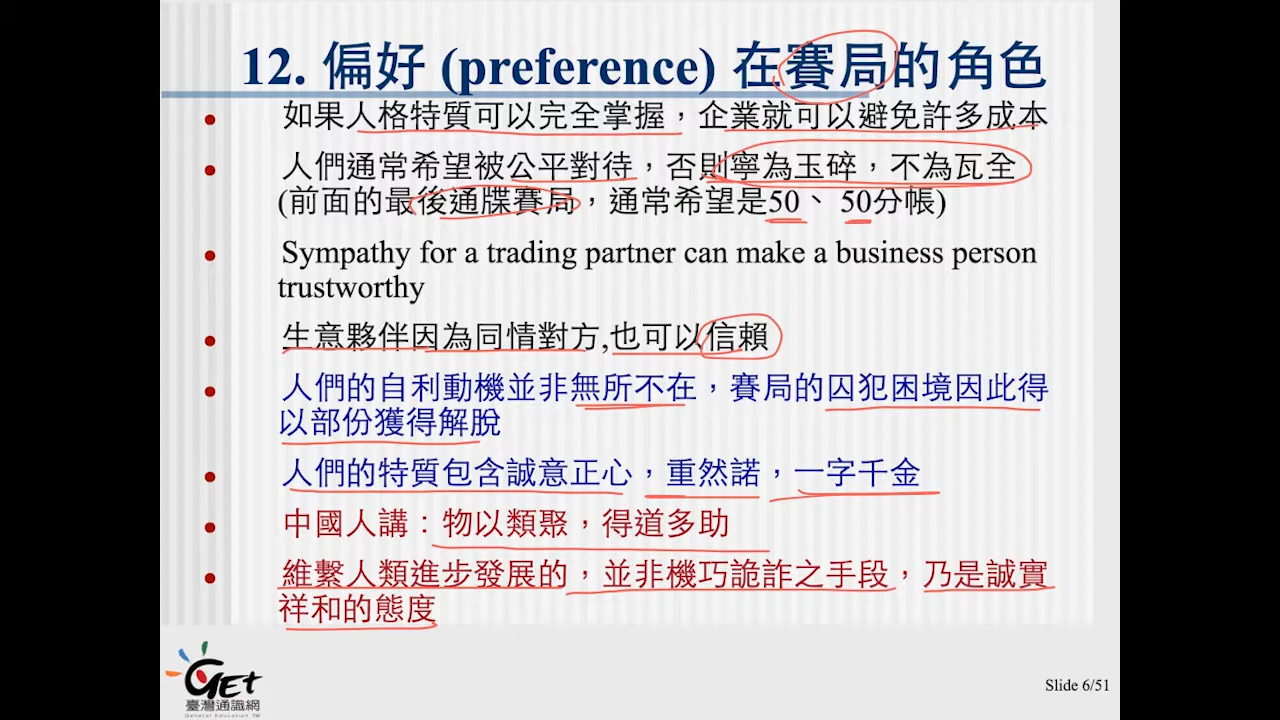 12. 偏好 (preference) 在賽局的角色
如果人格特質可以完全掌握，企業就可以避免許多成本
人們通常希望被公平對待，否則寧為玉碎，不為瓦全
(前面的最後通牒賽局，通常希望是50、 50分帳)
Sympathy for a trading partner can make a business person
trustworthy
生意夥伴因為同情對方,也可以信賴
人們的自利動機並非無所不在，賽局的囚犯困境因此得
以部份獲得解脫
人們的特質包含誠意正心，重然諾，一字千金
中國人講：物以類聚，得道多助
維繫人類進步發展的，並非機巧詭詐之手段，乃是誠實
祥和的態度
GET
臺灣通識網
General Education TW
Slide 6/51